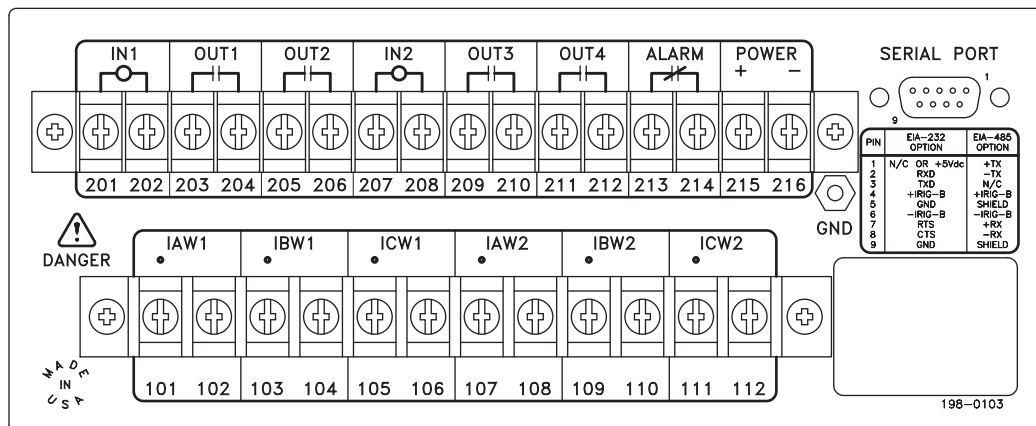 IN1 OUT1 OUT2 IN2 OUT3 OUT4 ALARM POWER
+ −
201 202 203 204 205 206 207 208 209 210 211 212 213 214 215 216
SERIAL PORT
1
9
PIN EIA-232 OPTION EIA-485 OPTION
1 N/C OR +5Vdc +TX
2 RXD -TX
3 TXD N/C
4 +IRIG-B +IRIG-B
5 GND SHIELD
6 -IRIG-B -IRIG-B
7 RTS +RX
8 CTS -RX
9 GND SHIELD
GND
DANGER
IAW1 IBW1 ICW1 IAW2 IBW2 ICW2
101 102 103 104 105 106 107 108 109 110 111 112
MADE
IN
USA
198-0103